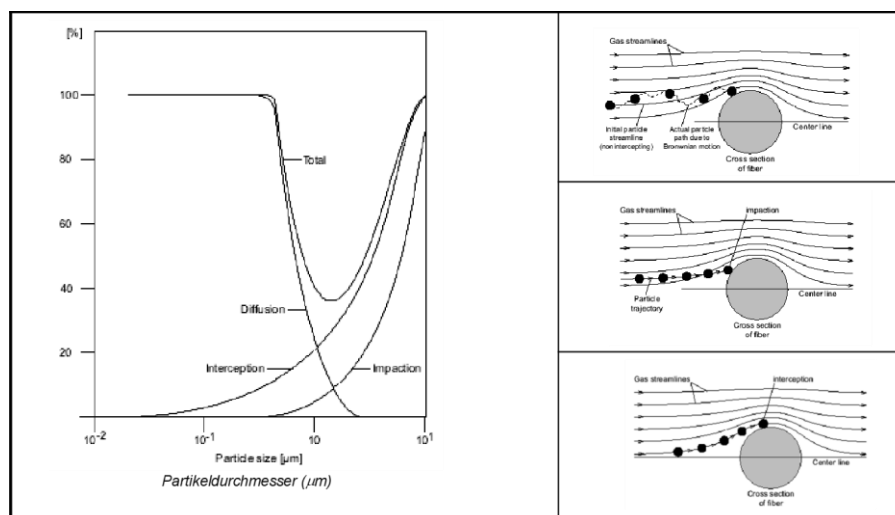 [%]
100
80
60
40
20
Total
Diffusion
Interception
Impaction
10-2
10-1
10
101
Particle size [μm]
Partikeldurchmesser (μm)
Gas streamlines
Inital particle
streamline
(non intercepting)
Actual particle
path due to
Bronwnian motion
Center line
Cross section
of fiber
Gas streamlines
impaction
Particle
trajectory
Center line
Cross section
of fiber
Gas streamlines
interception
Center line
Cross section
of fiber